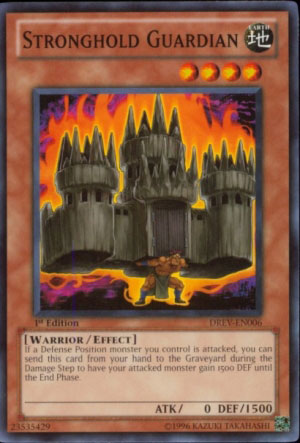 STRONGHOLD GUARDIAN
EARTH
地
1st Edition
DREV-EN006
[WARRIOR / EFFECT]
If a Defense Position monster you control is attacked, you can
send this card from your hand to the Graveyard during the
Damage Step to have your attacked monster gain 1500 DEF until
the End Phase.
ATK/ 0 DEF/1500
23535429
©1996 KAZUKI TAKAHASHI